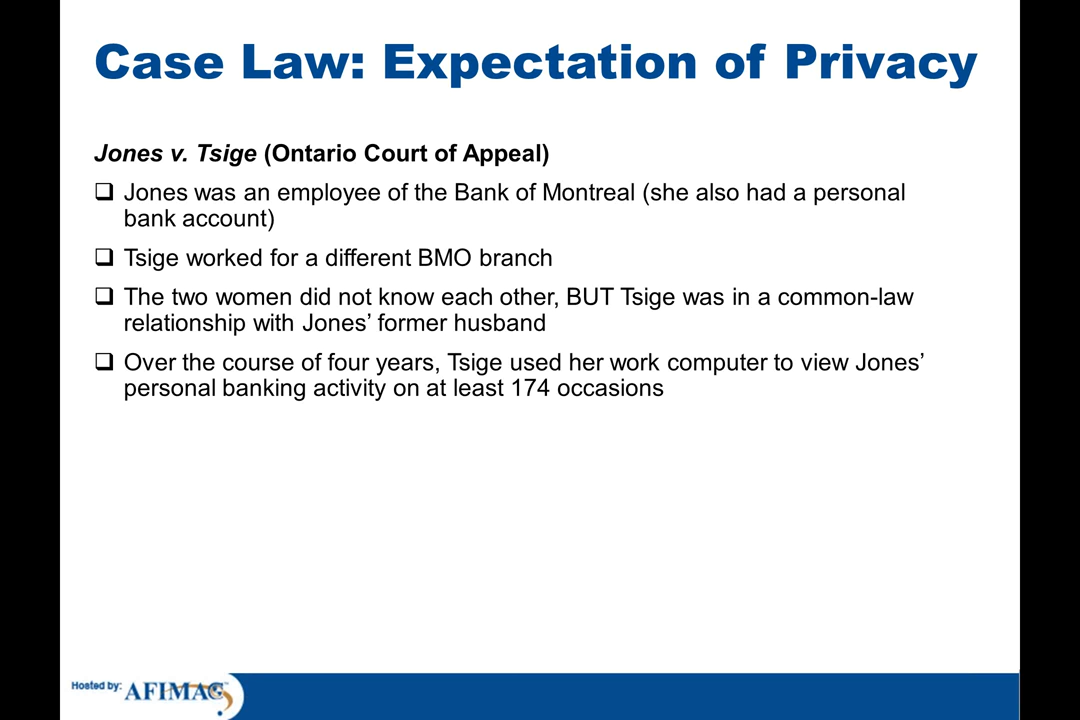 Case Law: Expectation of Privacy
Jones v. Tsige (Ontario Court of Appeal)
Jones was an employee of the Bank of Montreal (she also had a personal
bank account)
Tsige worked for a different BMO branch
The two women did not know each other, BUT Tsige was in a common-law
relationship with Jones’ former husband
Over the course of four years, Tsige used her work computer to view Jones’
personal banking activity on at least 174 occasions
Hosted by: AFIMAC™